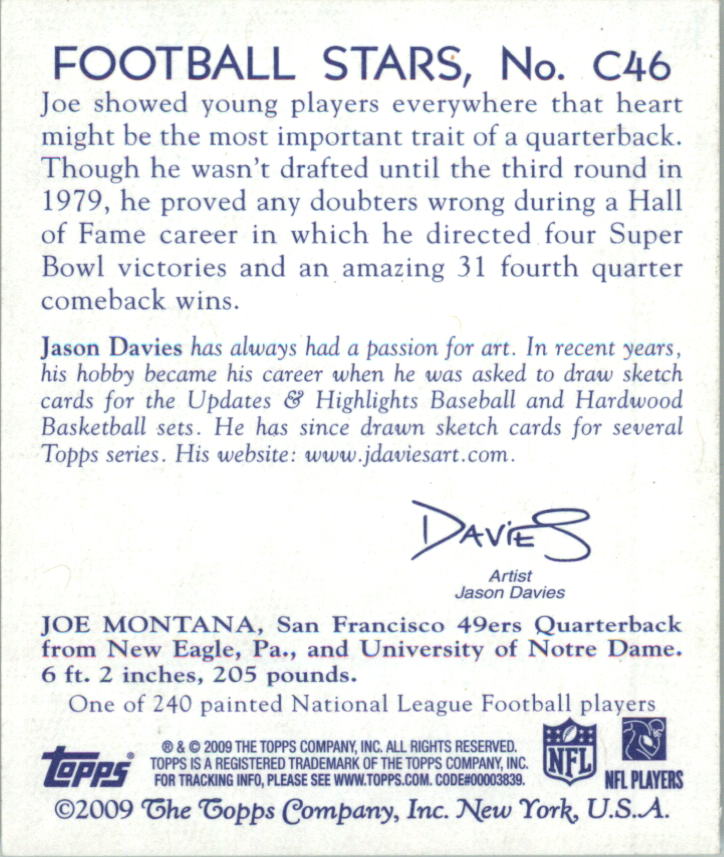 FOOTBALL STARS, No. C46
Joe showed young players everywhere that heart
might be the most important trait of a quarterback.
Though he wasn't drafted until the third round in
1979, he proved any doubters wrong during a Hall
of Fame career in which he directed four Super
Bowl victories and an amazing 31 fourth quarter
comeback wins.
Jason Davies has always had a passion for art. In recent years,
his hobby became his career when he was asked to draw sketch
cards for the Updates & Highlights Baseball and Hardwood
Basketball sets. He has since drawn sketch cards for several
Topps series. His website: www.jdaviesart.com.
DAVIES
Artist
Jason Davies
JOE MONTANA, San Francisco 49ers Quarterback
from New Eagle, Pa., and University of Notre Dame.
6 ft. 2 inches, 205 pounds.
One of 240 painted National League Football players
Topps®
® & © 2009 THE TOPPS COMPANY, INC. ALL RIGHTS RESERVED.
TOPPS IS A REGISTERED TRADEMARK OF THE TOPPS COMPANY, INC.
FOR TRACKING INFO, PLEASE SEE WWW.TOPPS.COM. CODE#00003839.
NFL
NFL PLAYERS
©2009 The Topps Company, Inc. New York, U.S.A.